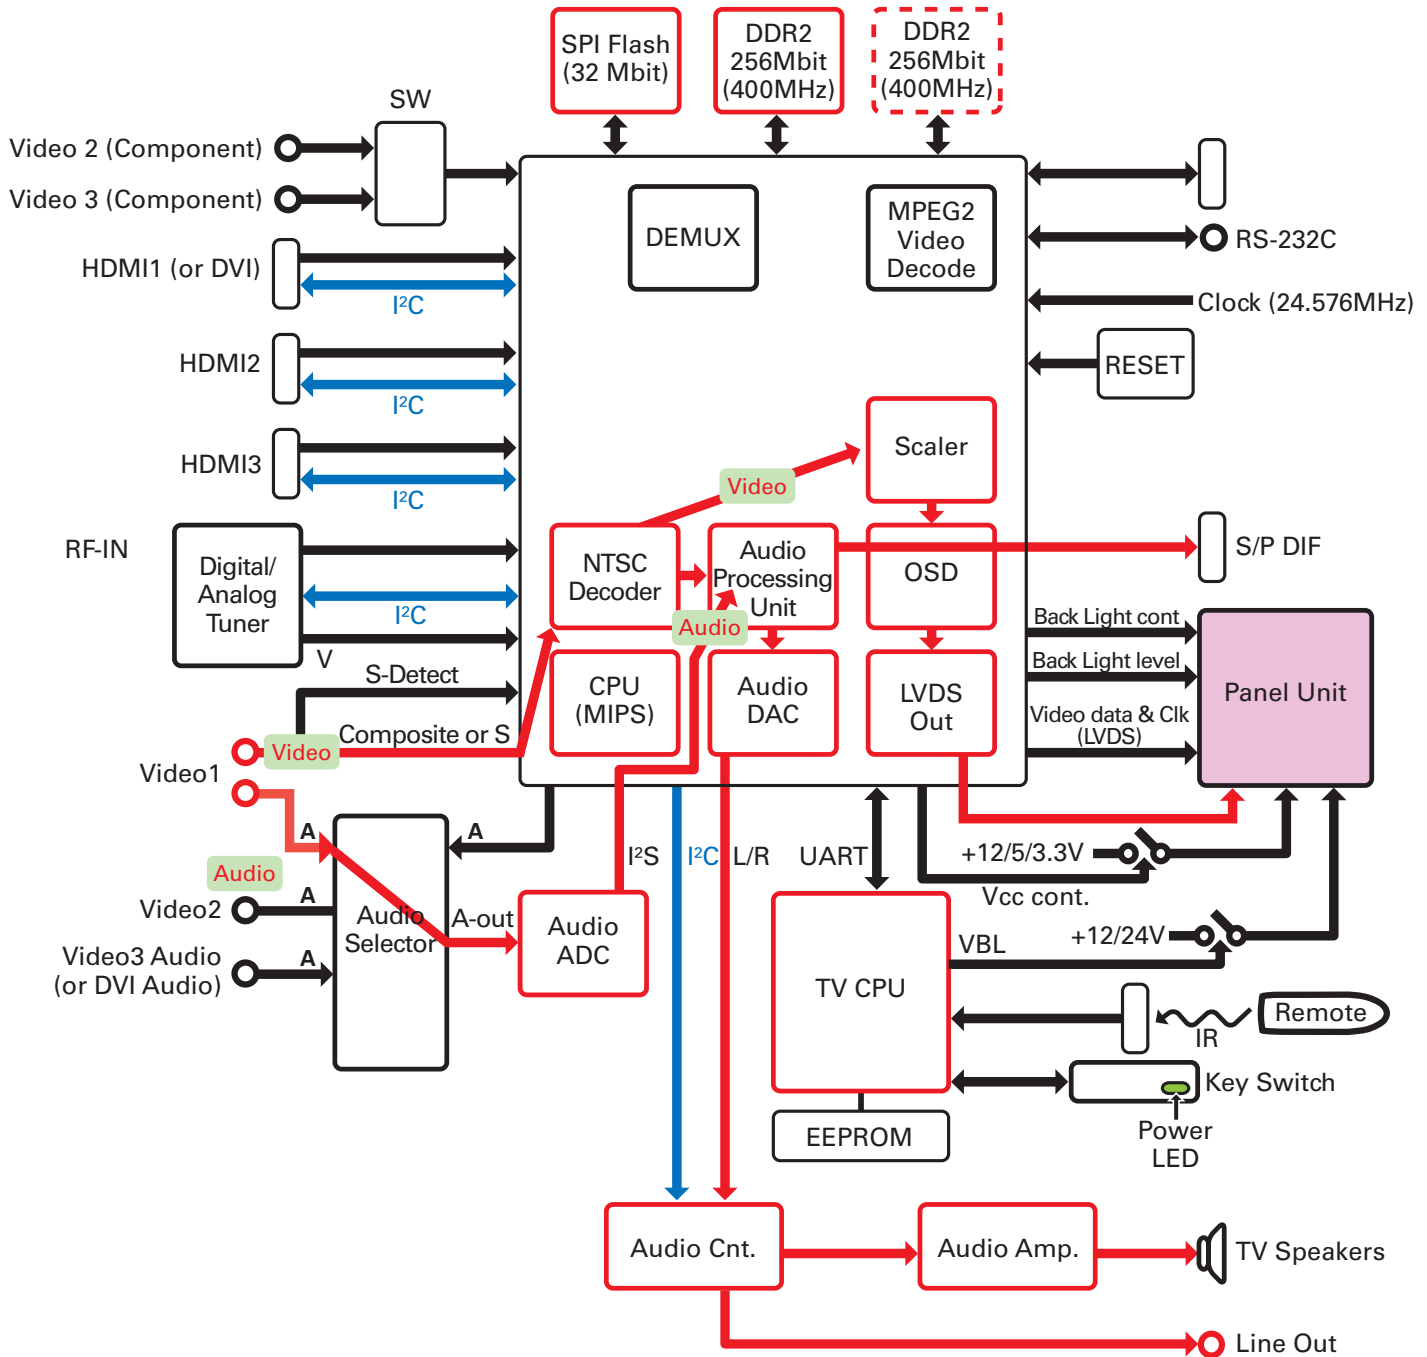 SPI Flash
(32 Mbit)
DDR2
256Mbit
(400MHz)
DDR2
256Mbit
(400MHz)
SW
Video 2 (Component)
Video 3 (Component)
DEMUX
MPEG2
Video
Decode
RS-232C
HDMI1 (or DVI)
I²C
Clock (24.576MHz)
HDMI2
I²C
RESET
HDMI3
I²C
Scaler
Video
RF-IN
Digital/
Analog
Tuner
I²C
V
NTSC
Decoder
Audio
Processing
Unit
OSD
S/P DIF
Audio
Back Light cont
S-Detect
CPU
(MIPS)
Audio
DAC
LVDS
Out
Back Light level
Panel Unit
Video data & Clk
(LVDS)
Composite or S
Video
Video1
A
A
I²S
I²C
L/R
UART
+12/5/3.3V
Vcc cont.
Audio
Video2
A
Audio
Selector
A-out
Audio
ADC
VBL
+12/24V
Video3 Audio
(or DVI Audio)
A
TV CPU
Remote
IR
Key Switch
Power
LED
EEPROM
Audio Cnt.
Audio Amp.
TV Speakers
Line Out